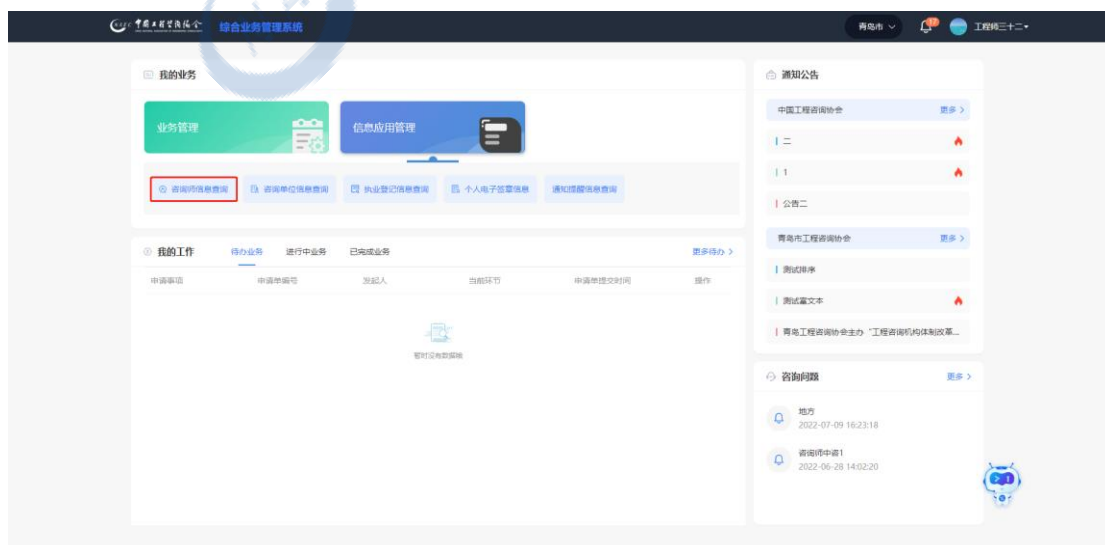 中国工程咨询协会 综合业务管理系统 青岛市 工程师三十二
我的业务
业务管理 信息应用管理
咨询师信息查询 咨询单位信息查询 执业登记信息查询 个人电子签章信息 通知提醒信息查询
我的工作 待办业务 进行中业务 已完成业务 更多待办 >
申请事项 申请单编号 发起人 当前环节 申请单提交时间 操作
暂时没有数据哦
通知公告
中国工程咨询协会 更多 >
二
1
公告二
青岛市工程咨询协会 更多 >
测试排序
测试富文本
青岛工程咨询协会主办“工程咨询机构体制改革...
咨询问题 更多 >
地方
2022-07-09 16:23:18
咨询师申请1
2022-06-28 14:02:20